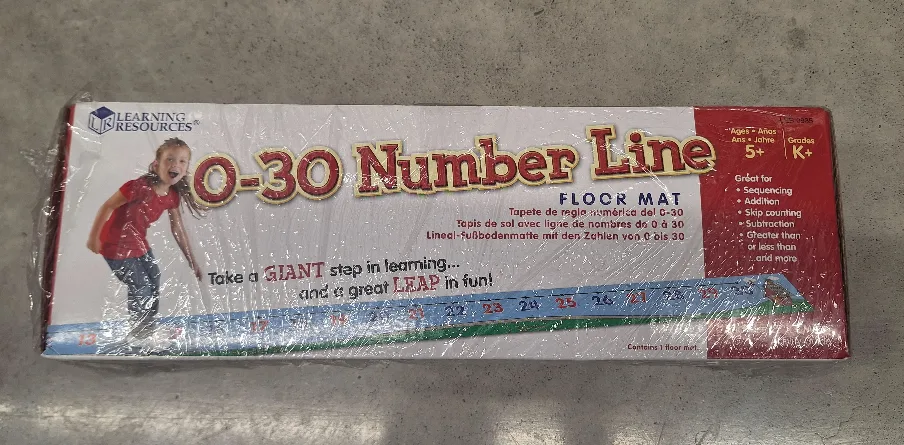 LEARNING
RESOURCES®
0-30 Number Line
FLOOR MAT
Tapete de regla numérica del 0-30
Tapis de sol avec ligne de nombres de 0 à 30
Lineal-Fußbodenmatte mit den Zahlen von 0 bis 30
Take a GIANT step in learning...
and a great LEAP in fun!
Ages • Años
Ans • Jahre
5+
Grades
K+
Great for
• Sequencing
• Addition
• Skip counting
• Subtraction
• Greater than
or less than
...and more
21 22 23 24 25 26
Contains 1 floor mat.